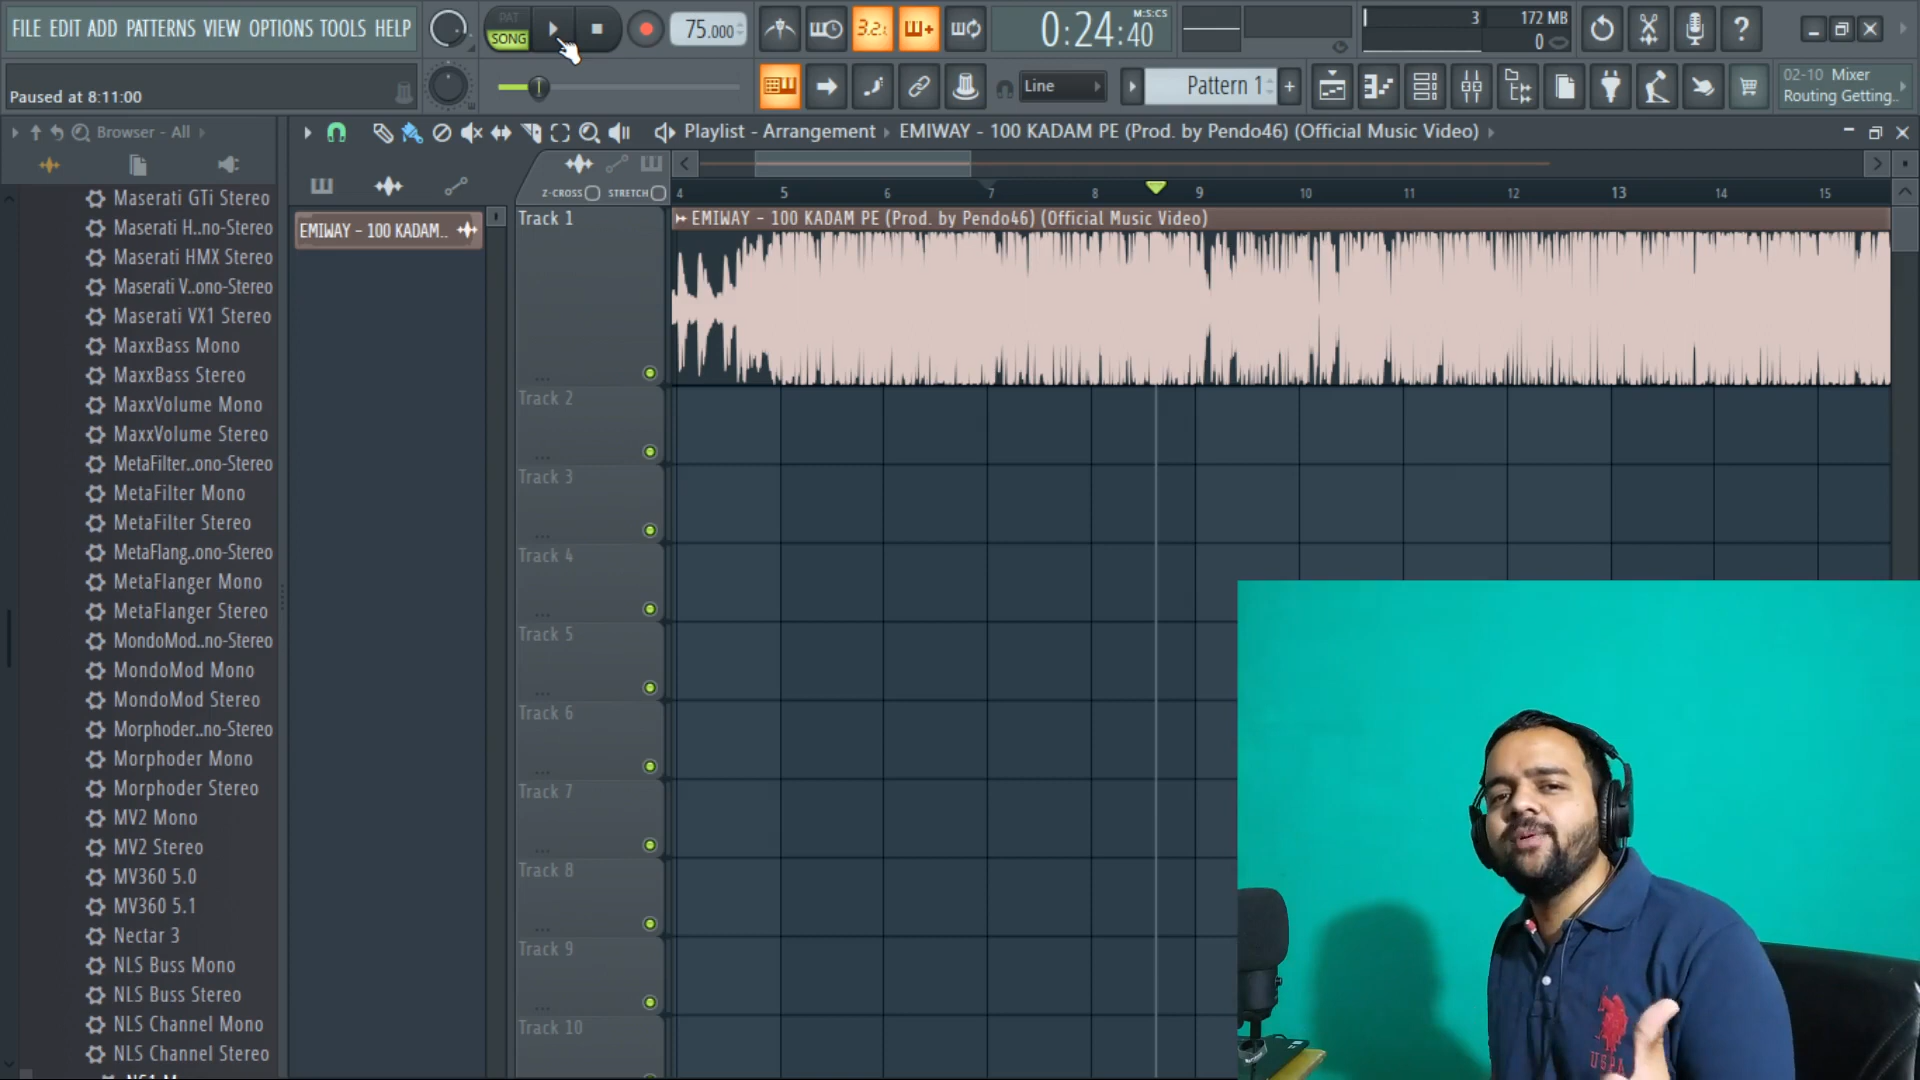 FILE EDIT ADD PATTERNS VIEW OPTIONS TOOLS HELP
PAT
SONG
75.000
3.2.
0:24:40
M:S:CS
3
172 MB
0
Paused at 8:11:00
Line
Pattern 1
02-10 Mixer
Routing Getting..
Browser - All
Playlist - Arrangement
EMIWAY - 100 KADAM PE (Prod. by Pendo46) (Official Music Video)
Z-CROSS
STRETCH
4 5 6 7 8 9 10 11 12 13 14 15
EMIWAY - 100 KADAM..
EMIWAY - 100 KADAM PE (Prod. by Pendo46) (Official Music Video)
Track 1
Track 2
Track 3
Track 4
Track 5
Track 6
Track 7
Track 8
Track 9
Track 10
Maserati GTi Stereo
Maserati H..no-Stereo
Maserati HMX Stereo
Maserati V..ono-Stereo
Maserati VX1 Stereo
MaxxBass Mono
MaxxBass Stereo
MaxxVolume Mono
MaxxVolume Stereo
MetaFilter..ono-Stereo
MetaFilter Mono
MetaFilter Stereo
MetaFlang..ono-Stereo
MetaFlanger Mono
MetaFlanger Stereo
MondoMod..no-Stereo
MondoMod Mono
MondoMod Stereo
Morphoder..no-Stereo
Morphoder Mono
Morphoder Stereo
MV2 Mono
MV2 Stereo
MV360 5.0
MV360 5.1
Nectar 3
NLS Buss Mono
NLS Buss Stereo
NLS Channel Mono
NLS Channel Stereo
USPA